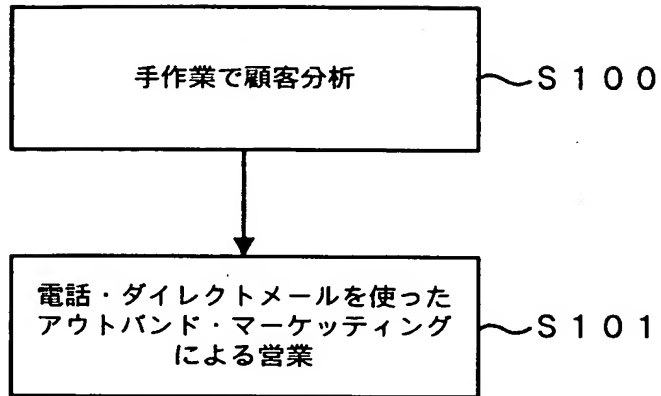 手作業で顧客分析
S100
電話・ダイレクトメールを使った
アウトバンド・マーケッティング
による営業
S101